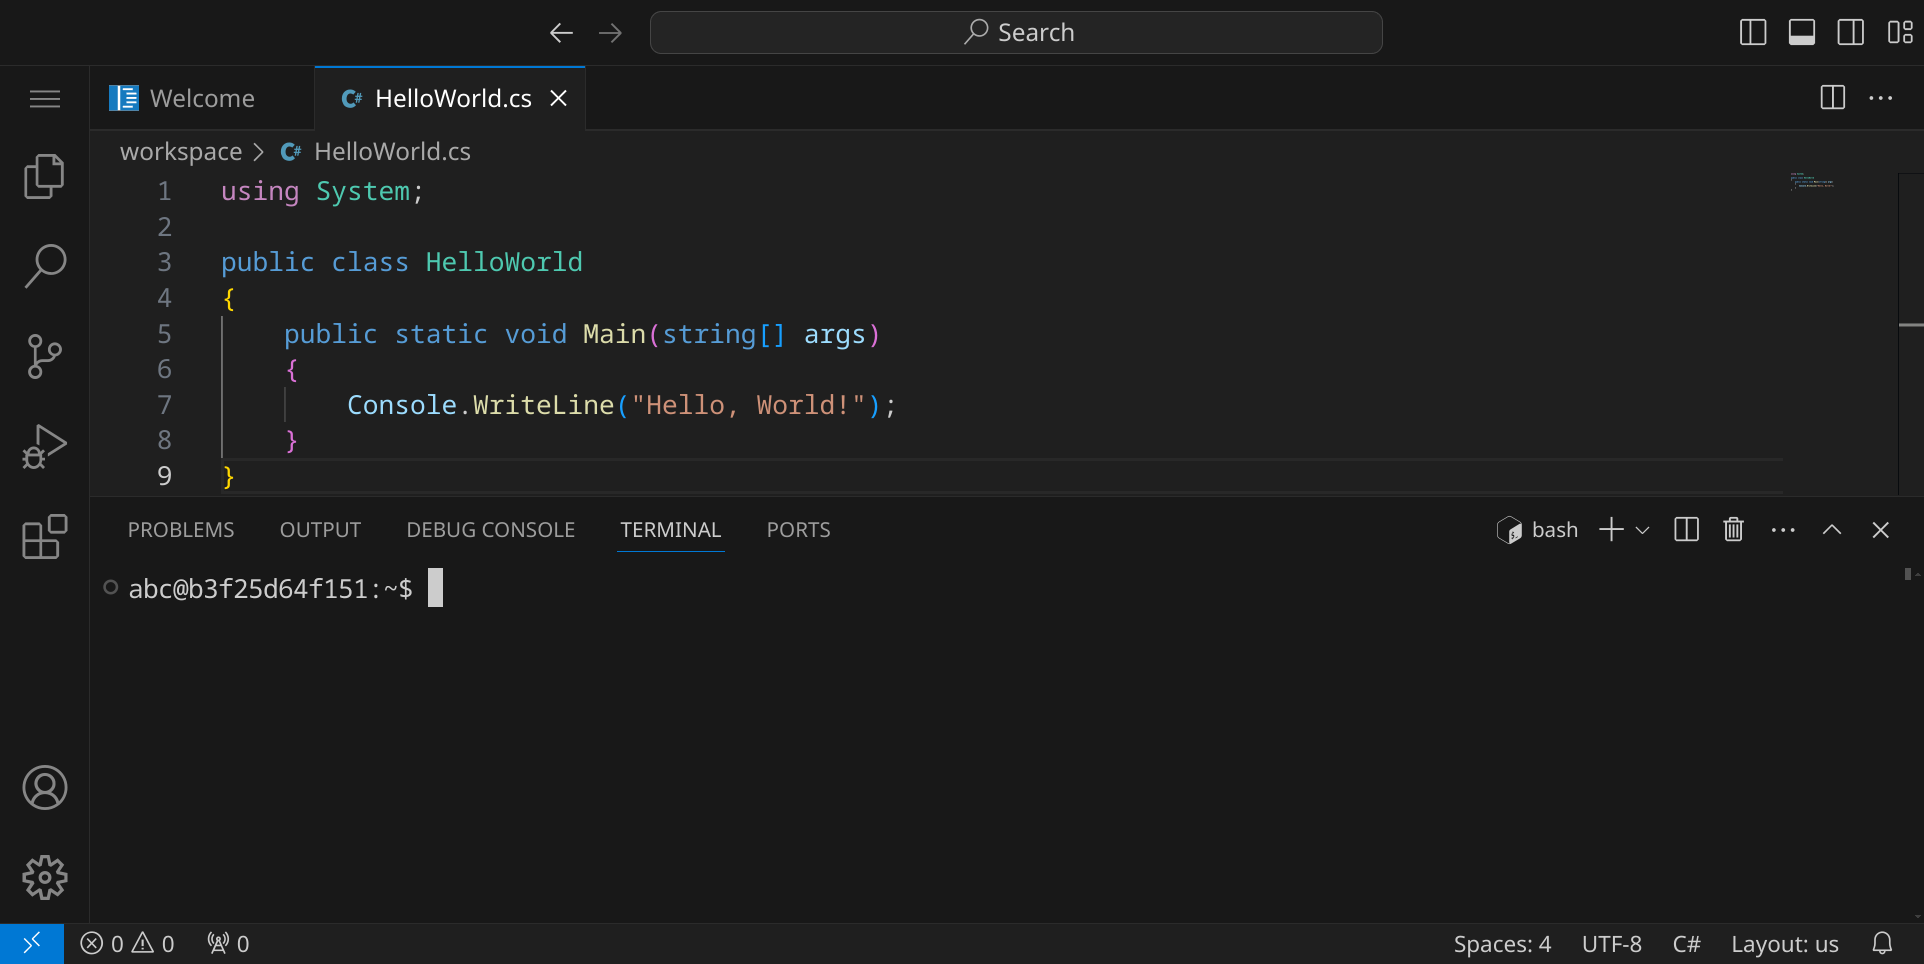 Search
Welcome
C# HelloWorld.cs
workspace > C# HelloWorld.cs
1 using System;
2
3 public class HelloWorld
4 {
5     public static void Main(string[] args)
6     {
7         Console.WriteLine("Hello, World!");
8     }
9 }
PROBLEMS OUTPUT DEBUG CONSOLE TERMINAL PORTS bash
abc@b3f25d64f151:~$
0 0 0 Spaces: 4 UTF-8 C# Layout: us